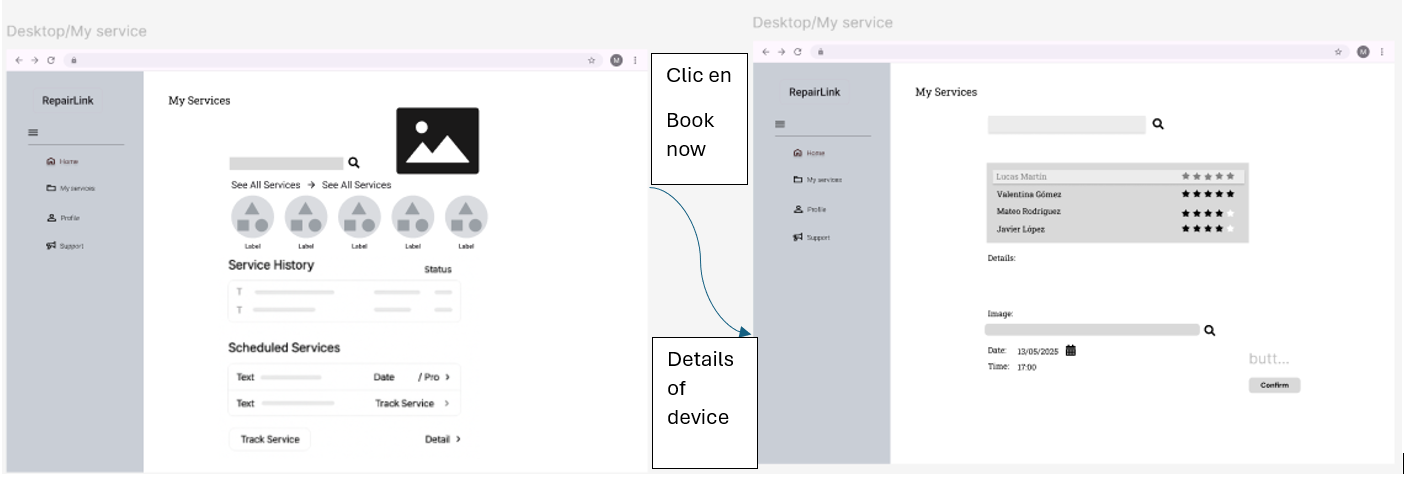 Desktop/My service
M
RepairLink
Home
My services
Profile
Support
My Services
See All Services → See All Services
Label Label Label Label Label
Service History
Status
T
T
Scheduled Services
Text Date / Pro >
Text Track Service >
Track Service Detail >
Clic en
Book
now
Details
of
device
Desktop/My service
M
RepairLink
Home
My services
Profile
Support
My Services
Lucas Martín
Valentina Gómez
Mateo Rodríguez
Javier López
Details:
Image:
Date: 13/05/2025
Time: 17:00
butt...
Confirm